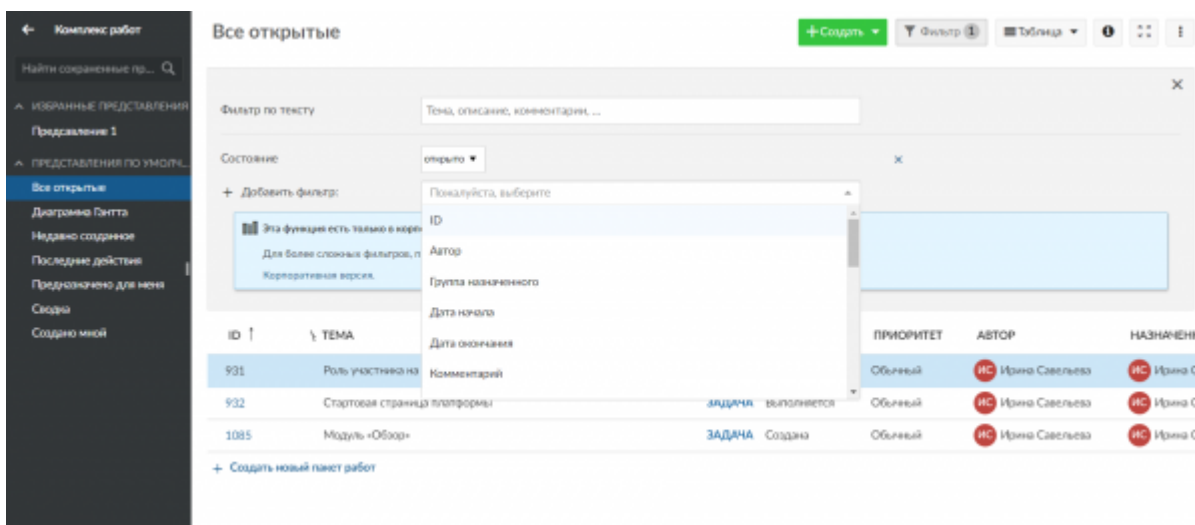 Комплекс работ
Найти сохраненные пр...
ИЗБРАННЫЕ ПРЕДСТАВЛЕНИЯ
Представление 1
ПРЕДСТАВЛЕНИЯ ПО УМОЛЧ...
Все открытые
Диаграмма Гантта
Недавно созданное
Последние действия
Предназначено для меня
Сводка
Создано мной
Все открытые
+ Создать
Фильтр 1
Таблица
Фильтр по тексту
Тема, описание, комментарии, ...
Состояние
открыто
+ Добавить фильтр:
Пожалуйста, выберите
ID
Автор
Группа назначенного
Дата начала
Дата окончания
Комментарий
Эта функция есть только в корп
Для более сложных фильтров, п
Корпоративная версия.
ID ТЕМА ПРИОРИТЕТ АВТОР НАЗНАЧЕНН
931 Роль участника на Обычный ИС Ирина Савельева ИС Ирина С
932 Стартовая страница платформы ЗАДАЧА Выполняется Обычный ИС Ирина Савельева ИС Ирина С
1085 Модуль «Обзор» ЗАДАЧА Создана Обычный ИС Ирина Савельева ИС Ирина С
+ Создать новый пакет работ